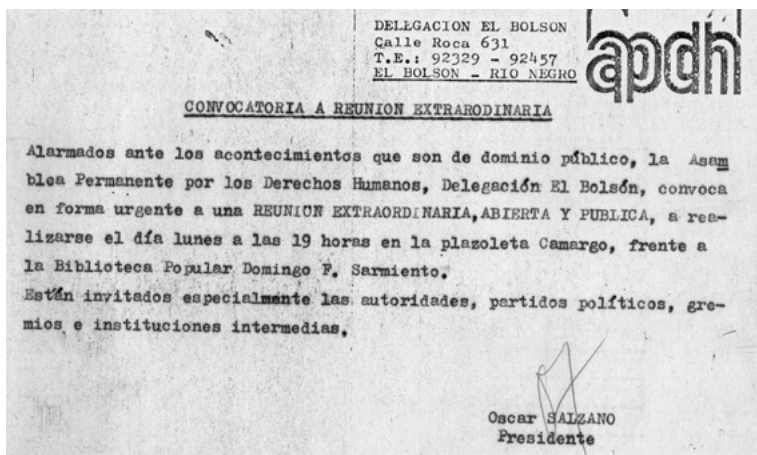 DELEGACION EL BOLSON
Calle Roca 631
T.E.: 92329 - 92457
EL BOLSON - RIO NEGRO
apdh
CONVOCATORIA A REUNION EXTRARODINARIA
Alarmados ante los acontecimientos que son de dominio público, la Asam
blea Permanente por los Derechos Humanos, Delegación El Bolsón, convoca
en forma urgente a una REUNION EXTRAORDINARIA,ABIERTA Y PUBLICA, a rea-
lizarse el día lunes a las 19 horas en la plazoleta Camargo, frente a
la Biblioteca Popular Domingo F. Sarmiento.
Están invitados especialmente las autoridades, partidos políticos, gre-
mios e instituciones intermedias.
Oscar SALZANO
Presidente